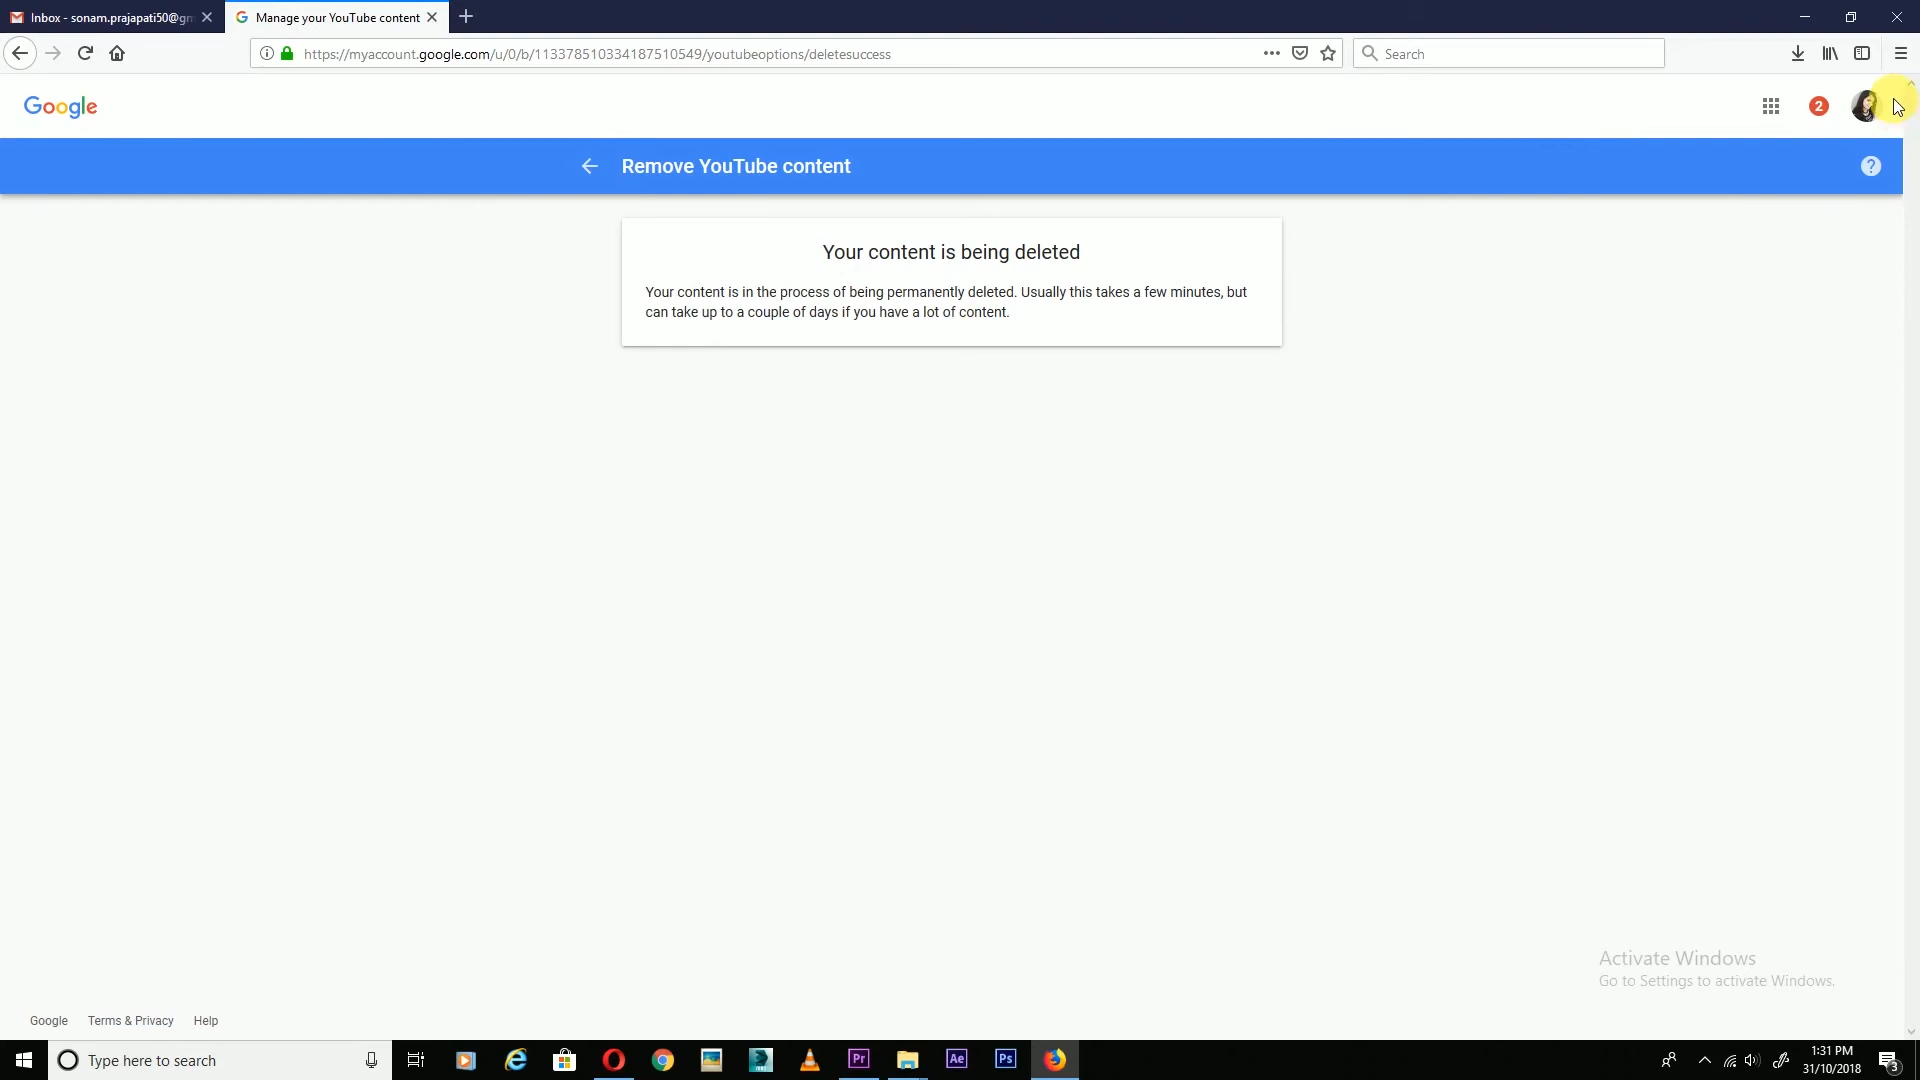 Inbox - sonam.prajapati50@gm
Manage your YouTube content
https://myaccount.google.com/u/0/b/113378510334187510549/youtubeoptions/deletesuccess
Search
Google
2
Remove YouTube content
?
Your content is being deleted
Your content is in the process of being permanently deleted. Usually this takes a few minutes, but
can take up to a couple of days if you have a lot of content.
Activate Windows
Go to Settings to activate Windows.
Google Terms & Privacy Help
Type here to search
Pr
Ae
Ps
1:31 PM
31/10/2018
3